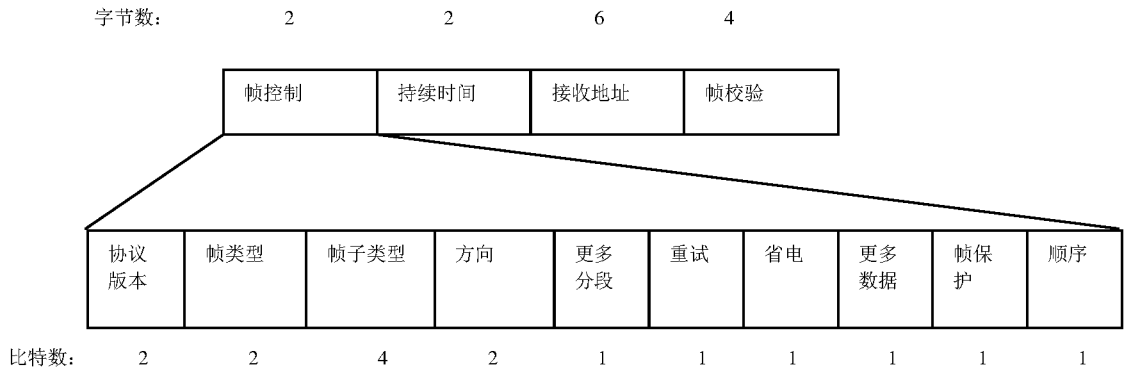 字节数： 2 2 6 4
帧控制 持续时间 接收地址 帧校验
协议版本 帧类型 帧子类型 方向 更多分段 重试 省电 更多数据 帧保护 顺序
比特数： 2 2 4 2 1 1 1 1 1 1